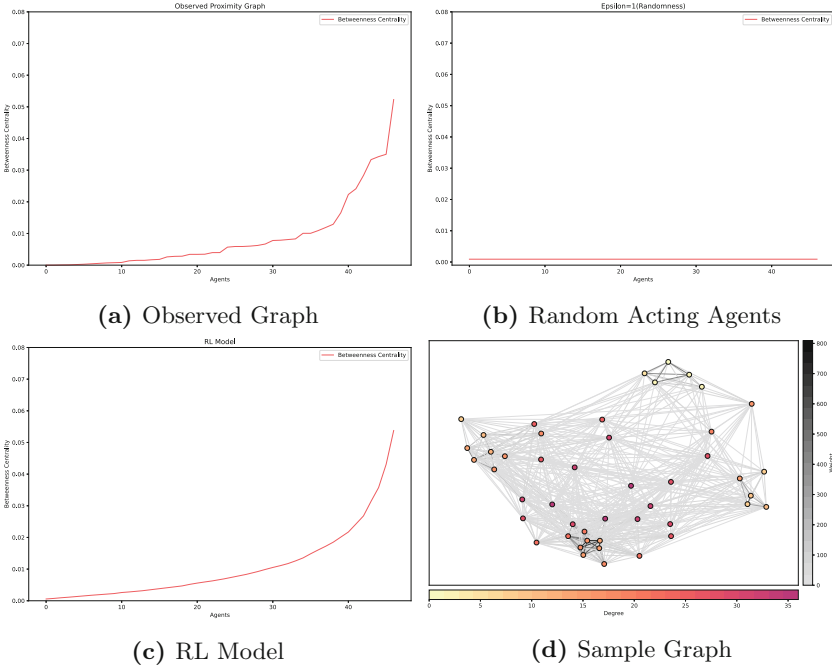 Observed Proximity Graph
Betweenness Centrality
0.08
0.07
0.06
0.05
0.04
0.03
0.02
0.01
0.00
Betweenness Centrality
0 10 20 30 40
Agents
(a) Observed Graph
Epsilon=1(Randomness)
Betweenness Centrality
0.08
0.07
0.06
0.05
0.04
0.03
0.02
0.01
0.00
Betweenness Centrality
0 10 20 30 40
Agents
(b) Random Acting Agents
RL Model
Betweenness Centrality
0.08
0.07
0.06
0.05
0.04
0.03
0.02
0.01
0.00
Betweenness Centrality
0 10 20 30 40
Agents
(c) RL Model
800
700
600
500
400
300
200
100
0
Weight
0 5 10 15 20 25 30 35
Degree
(d) Sample Graph